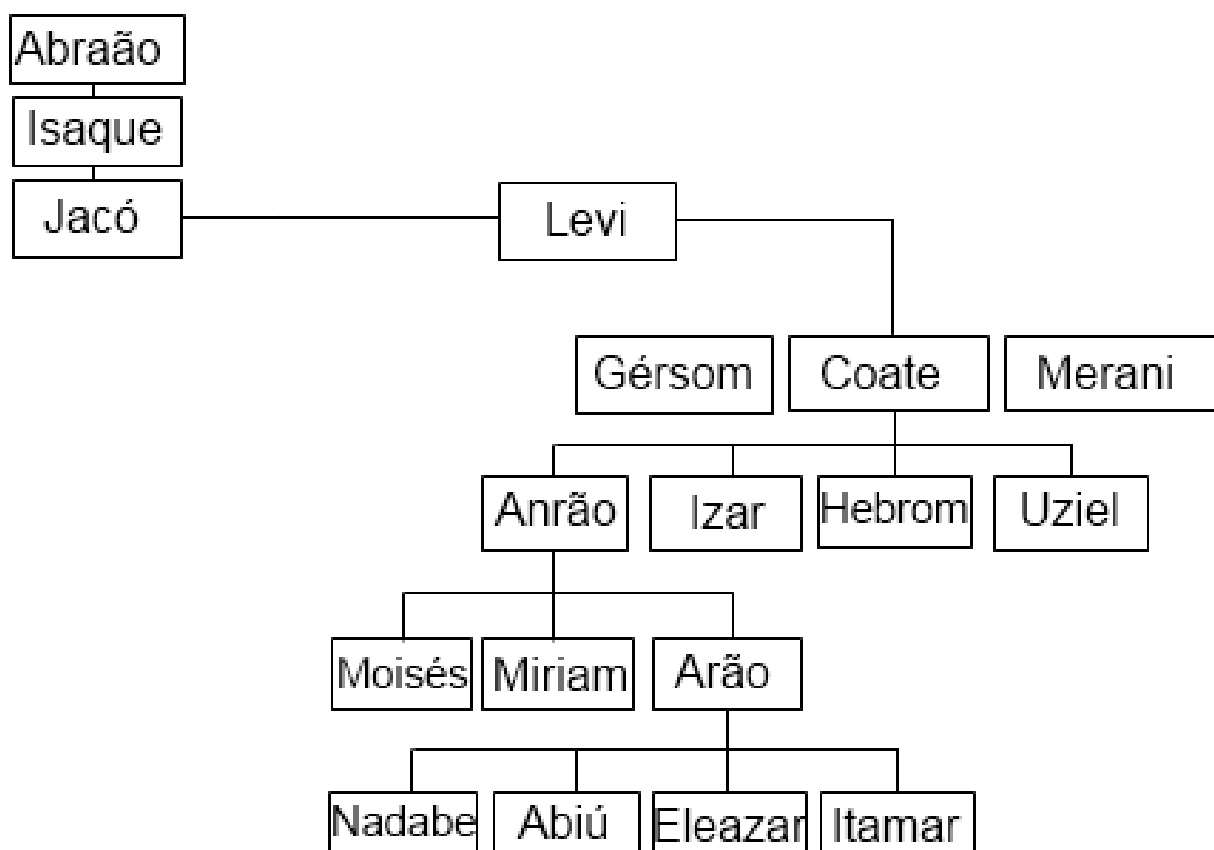 Abraão
Isaque
Jacó
Levi
Gérsom
Coate
Merani
Anrão
Izar
Hebrom
Uziel
Moisés
Miriam
Arão
Nadabe
Abiú
Eleazar
Itamar